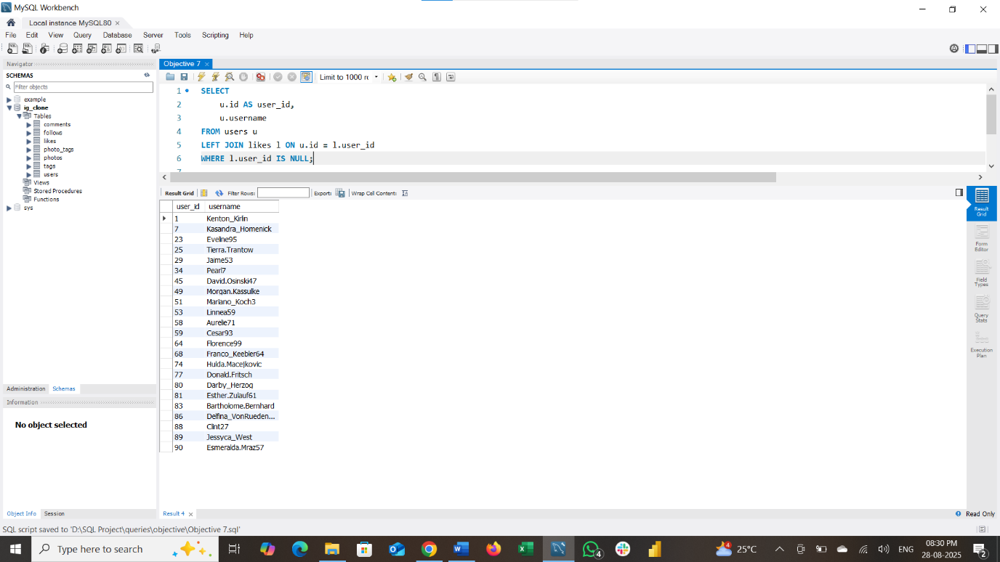 MySQL Workbench
Local instance MySQL80
File Edit View Query Database Server Tools Scripting Help
Navigator
SCHEMAS
Filter objects
example
ig_clone
Tables
comments
follows
likes
photo_tags
photos
tags
users
Views
Stored Procedures
Functions
sys
Administration Schemas
Information
No object selected
Object Info Session
Objective 7
Limit to 1000 rc
1 SELECT
2 u.id AS user_id,
3 u.username
4 FROM users u
5 LEFT JOIN likes l ON u.id = l.user_id
6 WHERE l.user_id IS NULL;
Result Grid Filter Rows: Export: Wrap Cell Content:
user_id username
1 Kenton_Kirlin
7 Kasandra_Homenick
23 Eveline95
25 Tierra.Trantow
29 Jaime53
34 Pearl7
45 David.Osinski47
49 Morgan.Kassulke
51 Mariano_Koch3
53 Linnea59
58 Aurelie71
59 Cesar93
64 Florence99
68 Franco_Keebler64
74 Hulda.Macejkovic
77 Donald.Fritsch
80 Darby_Herzog
81 Esther.Zulauf61
83 Bartholome.Bernhard
86 Delfina_VonRueden...
88 Clint27
89 Jessyca_West
90 Esmeralda.Mraz57
Result Grid
Form Editor
Field Types
Query Stats
Execution Plan
Result 4
Read Only
SQL script saved to 'D:\SQL Project\queries\objective\Objective 7.sql'
Type here to search
4
4
25°C
ENG
08:30 PM
28-08-2025
2